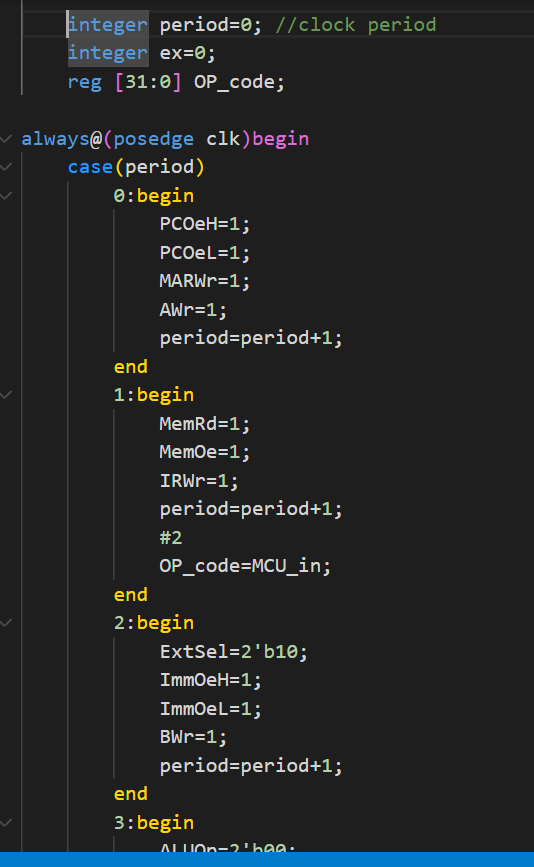 integer period=0; //clock period
integer ex=0;
reg [31:0] OP_code;
always@(posedge clk)begin
case(period)
0:begin
PCOeH=1;
PCOeL=1;
MARWr=1;
AWr=1;
period=period+1;
end
1:begin
MemRd=1;
MemOe=1;
IRWr=1;
period=period+1;
#2
OP_code=MCU_in;
end
2:begin
ExtSel=2'b10;
ImmOeH=1;
ImmOeL=1;
BWr=1;
period=period+1;
end
3:begin
ALUOp=2'b00;